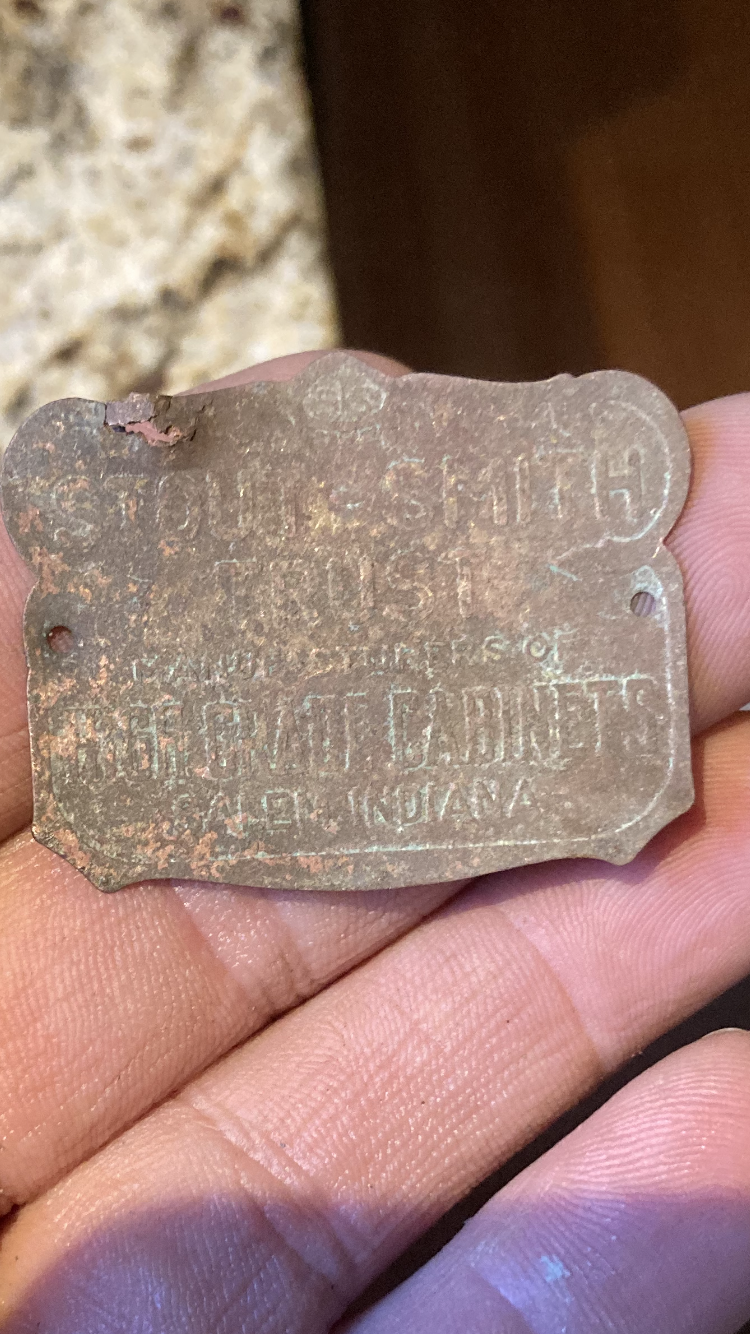 STOUT & SMITH
TRUST
MANUFACTURERS OF
HIGH GRADE CABINETS
SALEM, INDIANA